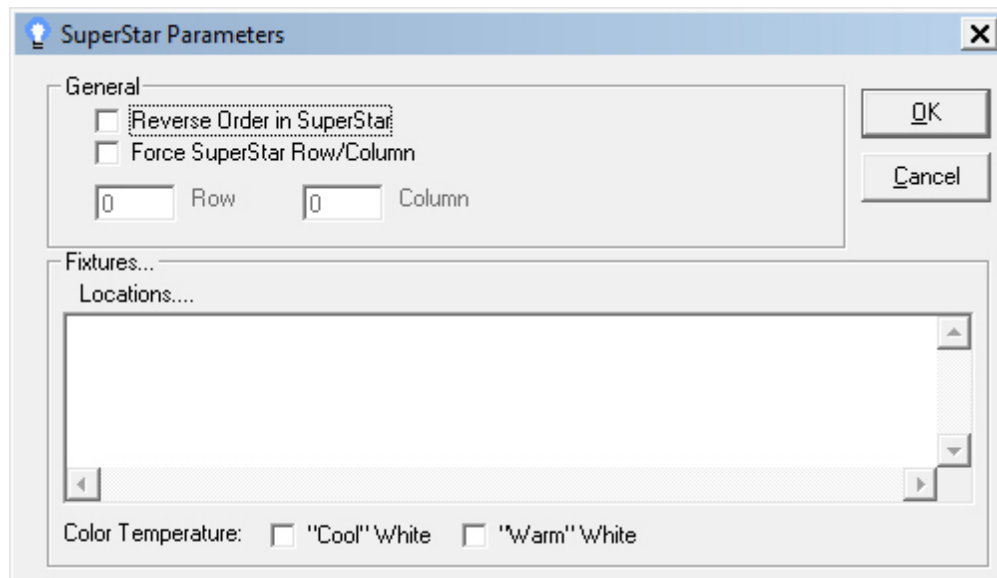 SuperStar Parameters
General
Reverse Order in SuperStar
Force SuperStar Row/Column
0 Row 0 Column
OK
Cancel
Fixtures...
Locations....
Color Temperature: "Cool" White "Warm" White